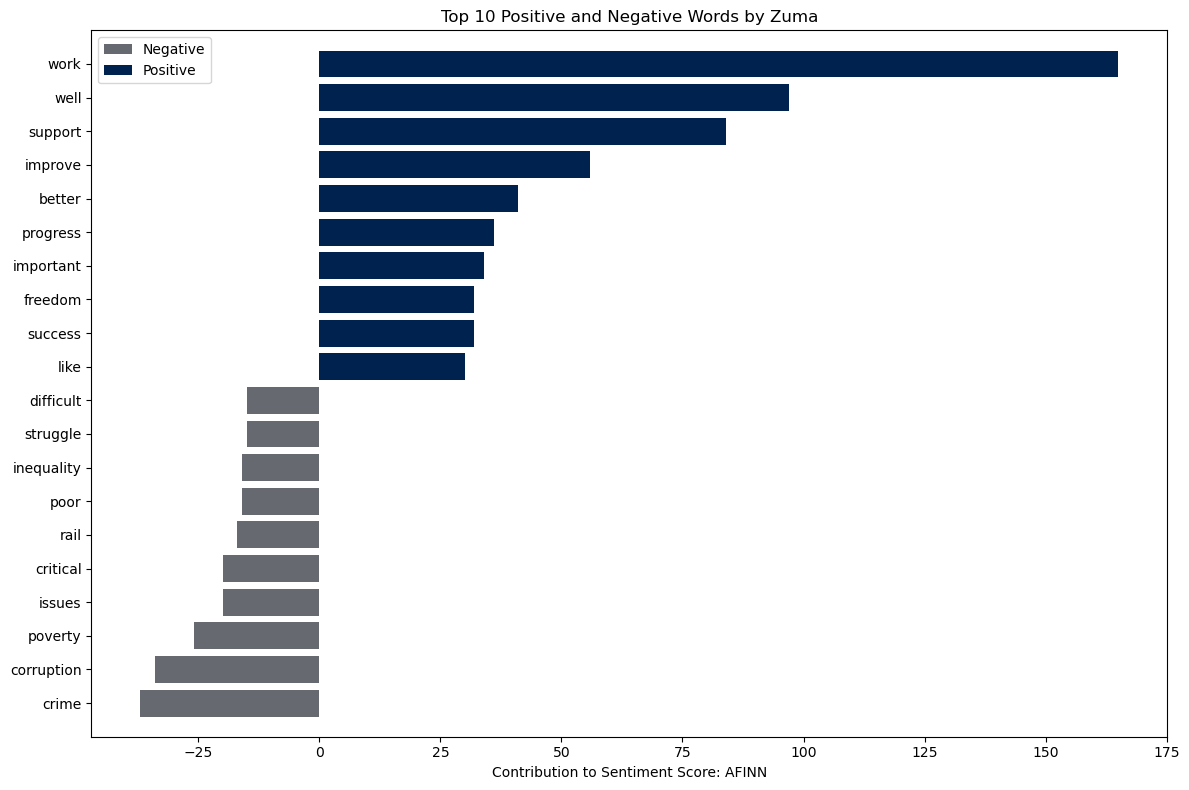 Top 10 Positive and Negative Words by Zuma
Negative
Positive
work
well
support
improve
better
progress
important
freedom
success
like
difficult
struggle
inequality
poor
rail
critical
issues
poverty
corruption
crime
−25 0 25 50 75 100 125 150 175
Contribution to Sentiment Score: AFINN